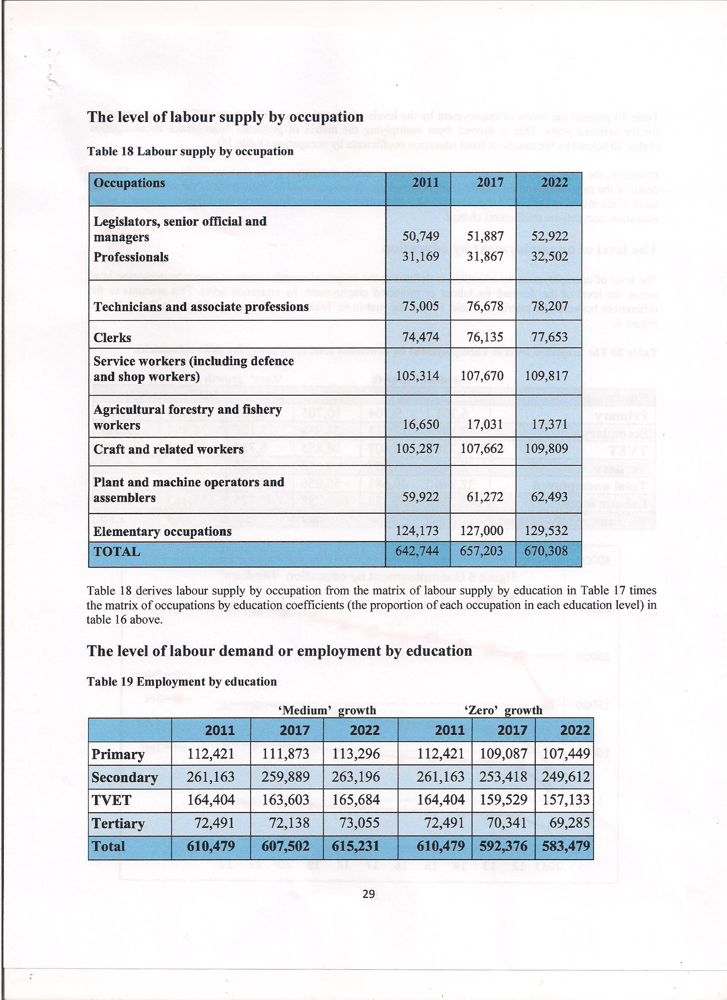 The level of labour supply by occupation
Table 18 Labour supply by occupation
Occupations 2011 2017 2022
Legislators, senior official and
managers 50,749 51,887 52,922
Professionals 31,169 31,867 32,502
Technicians and associate professions 75,005 76,678 78,207
Clerks 74,474 76,135 77,653
Service workers (including defence
and shop workers) 105,314 107,670 109,817
Agricultural forestry and fishery
workers 16,650 17,031 17,371
Craft and related workers 105,287 107,662 109,809
Plant and machine operators and
assemblers 59,922 61,272 62,493
Elementary occupations 124,173 127,000 129,532
TOTAL 642,744 657,203 670,308
Table 18 derives labour supply by occupation from the matrix of labour supply by education in Table 17 times
the matrix of occupations by education coefficients (the proportion of each occupation in each education level) in
table 16 above.
The level of labour demand or employment by education
Table 19 Employment by education
‘Medium’ growth ‘Zero’ growth
2011 2017 2022 2011 2017 2022
Primary 112,421 111,873 113,296 112,421 109,087 107,449
Secondary 261,163 259,889 263,196 261,163 253,418 249,612
TVET 164,404 163,603 165,684 164,404 159,529 157,133
Tertiary 72,491 72,138 73,055 72,491 70,341 69,285
Total 610,479 607,502 615,231 610,479 592,376 583,479
29